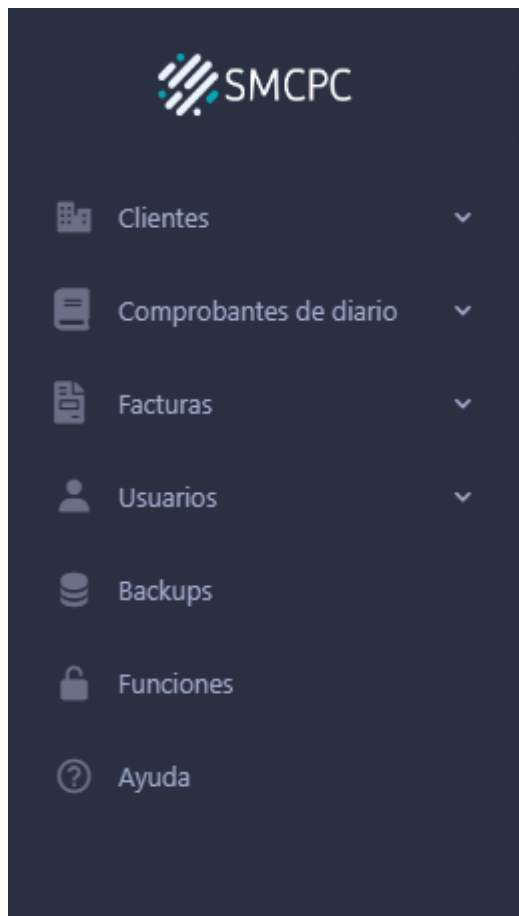 SMCPC
Clientes
Comprobantes de diario
Facturas
Usuarios
Backups
Funciones
Ayuda